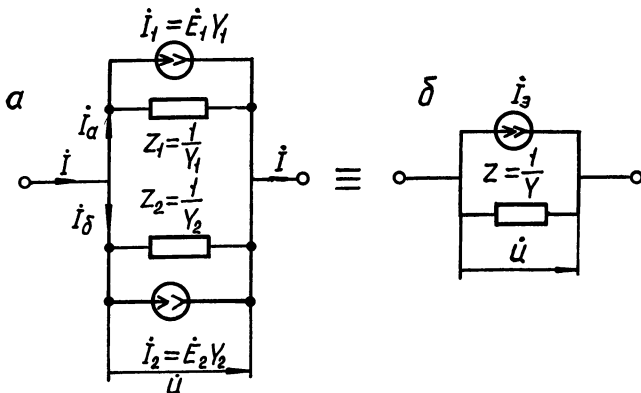 İ₁ = Ė₁Y₁
а
İₐ
Z₁ = 1/Y₁
İ
İ
Z₂ = 1/Y₂
İб
İ₂ = Ė₂Y₂
U̇
≡
б
İэ
Z = 1/Y
U̇